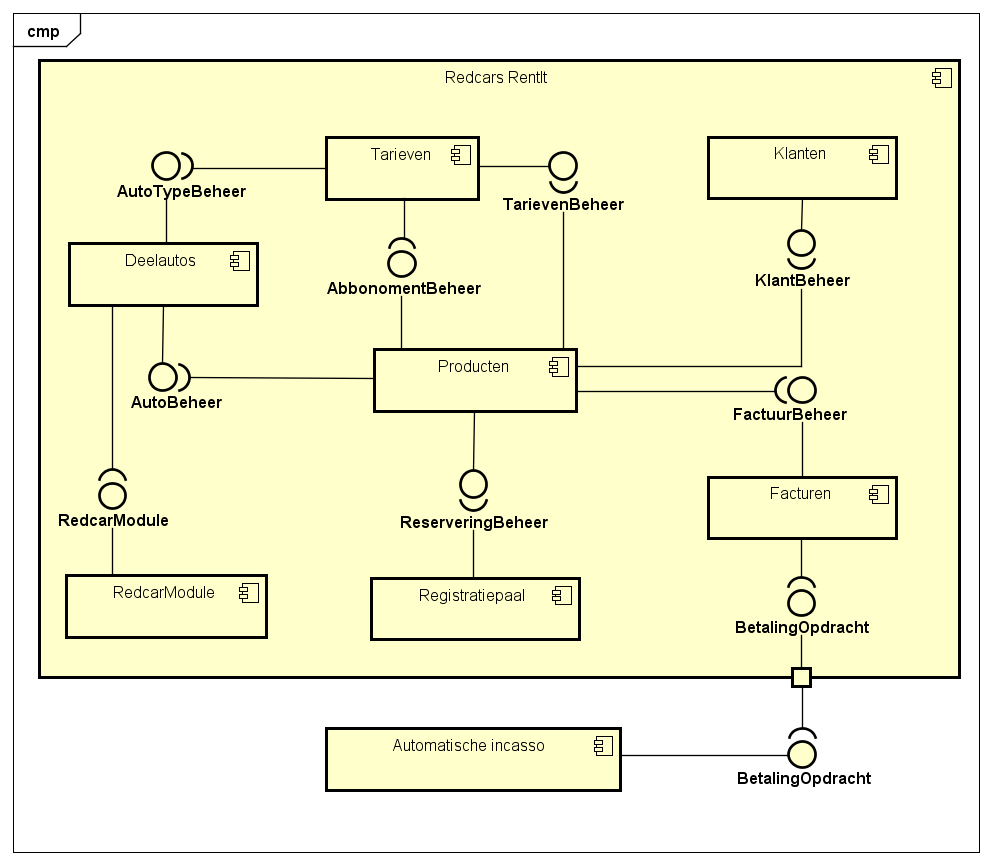 cmp
Redcars RentIt
Tarieven
Klanten
AutoTypeBeheer
TarievenBeheer
Deelautos
AbbonomentBeheer
KlantBeheer
Producten
AutoBeheer
FactuurBeheer
RedcarModule
ReserveringBeheer
Facturen
RedcarModule
Registratiepaal
BetalingOpdracht
Automatische incasso
BetalingOpdracht